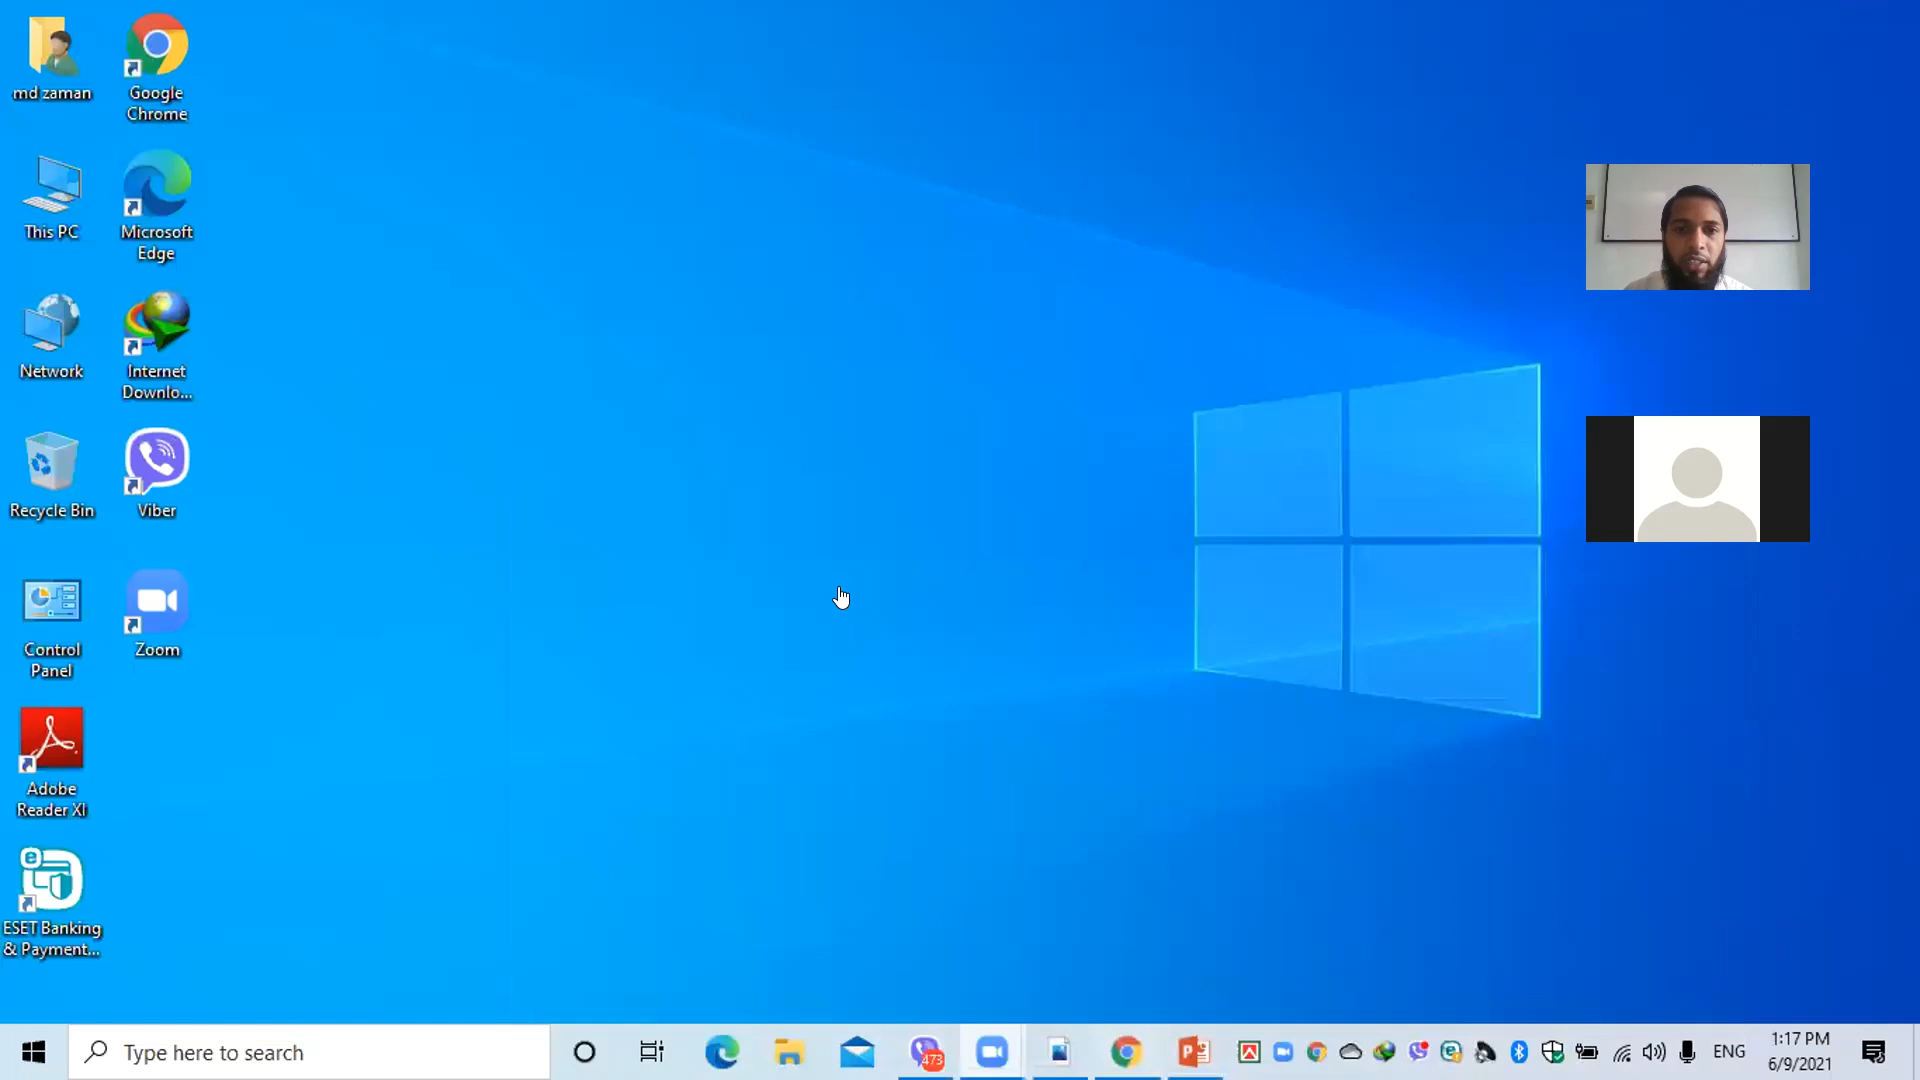 md zaman
Google
Chrome
This PC
Microsoft
Edge
Network
Internet
Downlo...
Recycle Bin
Viber
Control
Panel
Zoom
Adobe
Reader XI
ESET Banking
& Payment...
Type here to search
473
ENG
1:17 PM
6/9/2021